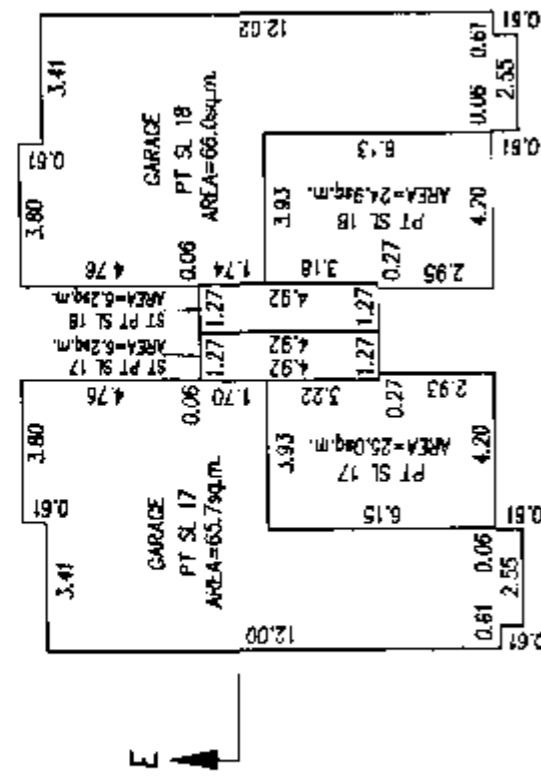 12.02
3.41
0.61
3.80
GARAGE
PT SL 18
AREA=66.0sq.m.
4.76
0.06
1.74
0.61
0.67
0.06
2.55
0.61
6.13
3.93
PT SL 18
AREA=24.9sq.m.
4.20
3.18
0.27
2.95
ST PT SL 18
AREA=6.2sq.m.
1.27
4.92
1.27
ST PT SL 17
AREA=6.2sq.m.
1.27
4.92
4.92
1.27
4.76
0.06
1.70
3.22
0.27
2.93
3.80
0.61
3.41
GARAGE
PT SL 17
AREA=65.7sq.m.
3.93
PT SL 17
AREA=25.0sq.m.
4.20
6.15
0.61
0.06
2.55
0.61
0.61
12.00
E